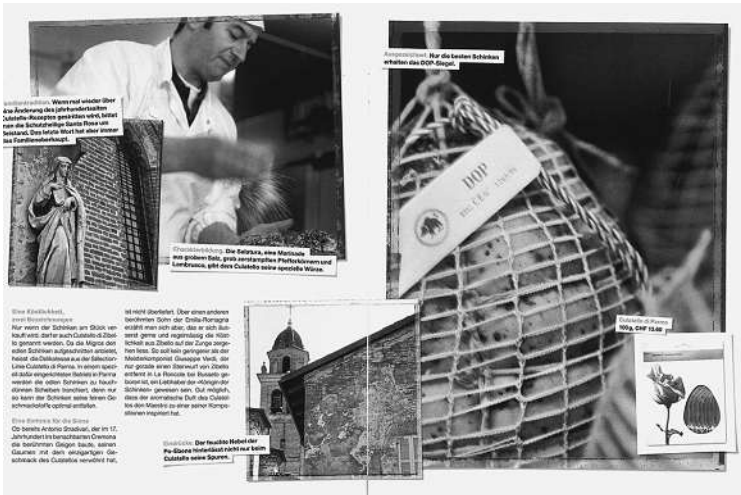 Familientradition. Wenn mal wieder über
eine Änderung des jahrhundertealten
Culatello-Rezeptes gestritten wird, bittet
man die Schutzheilige Santa Rosa um
Beistand. Das letzte Wort hat aber immer
das Familienoberhaupt.
Charakterbildung. Die Salatura, eine Marinade
aus grobem Salz, grob zerstampften Pfefferkörnern und
Lambrusco, gibt dem Culatello seine spezielle Würze.
Eine Köstlichkeit,
zwei Bezeichnungen
Nur wenn der Schinken am Stück ver-
kauft wird, darf er auch Culatello di Zibel-
lo genannt werden. Da die Migros den
edlen Schinken aufgeschnitten anbietet,
heisst die Delikatesse aus der Sélection-
Linie Culatello di Parma. In einem spezi-
ell dafür eingerichteten Betrieb in Parma
werden die edlen Schinken zu hauch-
dünnen Scheiben tranchiert, denn nur
so kann der Schinken seine feinen Ge-
schmackstoffe optimal entfalten.
Eine Sinfonie für die Sinne
Ob bereits Antonio Stradivari, der im 17.
Jahrhundert im benachbarten Cremona
die berühmten Geigen baute, seinen
Gaumen mit dem einzigartigen Ge-
schmack des Culatellos verwöhnt hat,
ist nicht überliefert. Über einen anderen
berühmten Sohn der Emilia-Romagna
erzählt man sich aber, dass er sich äus-
serst gerne und regelmässig die Köst-
lichkeit aus Zibello auf der Zunge zerge-
hen liess. So soll kein geringerer als der
Meisterkomponist Giuseppe Verdi, der
nur gerade einen Steinwurf von Zibello
entfernt in Le Roncole bei Busseto ge-
boren ist, ein Liebhaber der «Königin der
Schinken» gewesen sein. Gut möglich,
dass der aromatische Duft des Culatel-
los den Maestro zu einer seiner Kompo-
sitionen inspiriert hat.
Eindrücke. Der feuchte Nebel der
Po-Ebene hinterlässt nicht nur beim
Culatello seine Spuren.
Ausgezeichnet. Nur die besten Schinken
erhalten das DOP-Siegel.
DOP
Culatello di Parma
100g, CHF